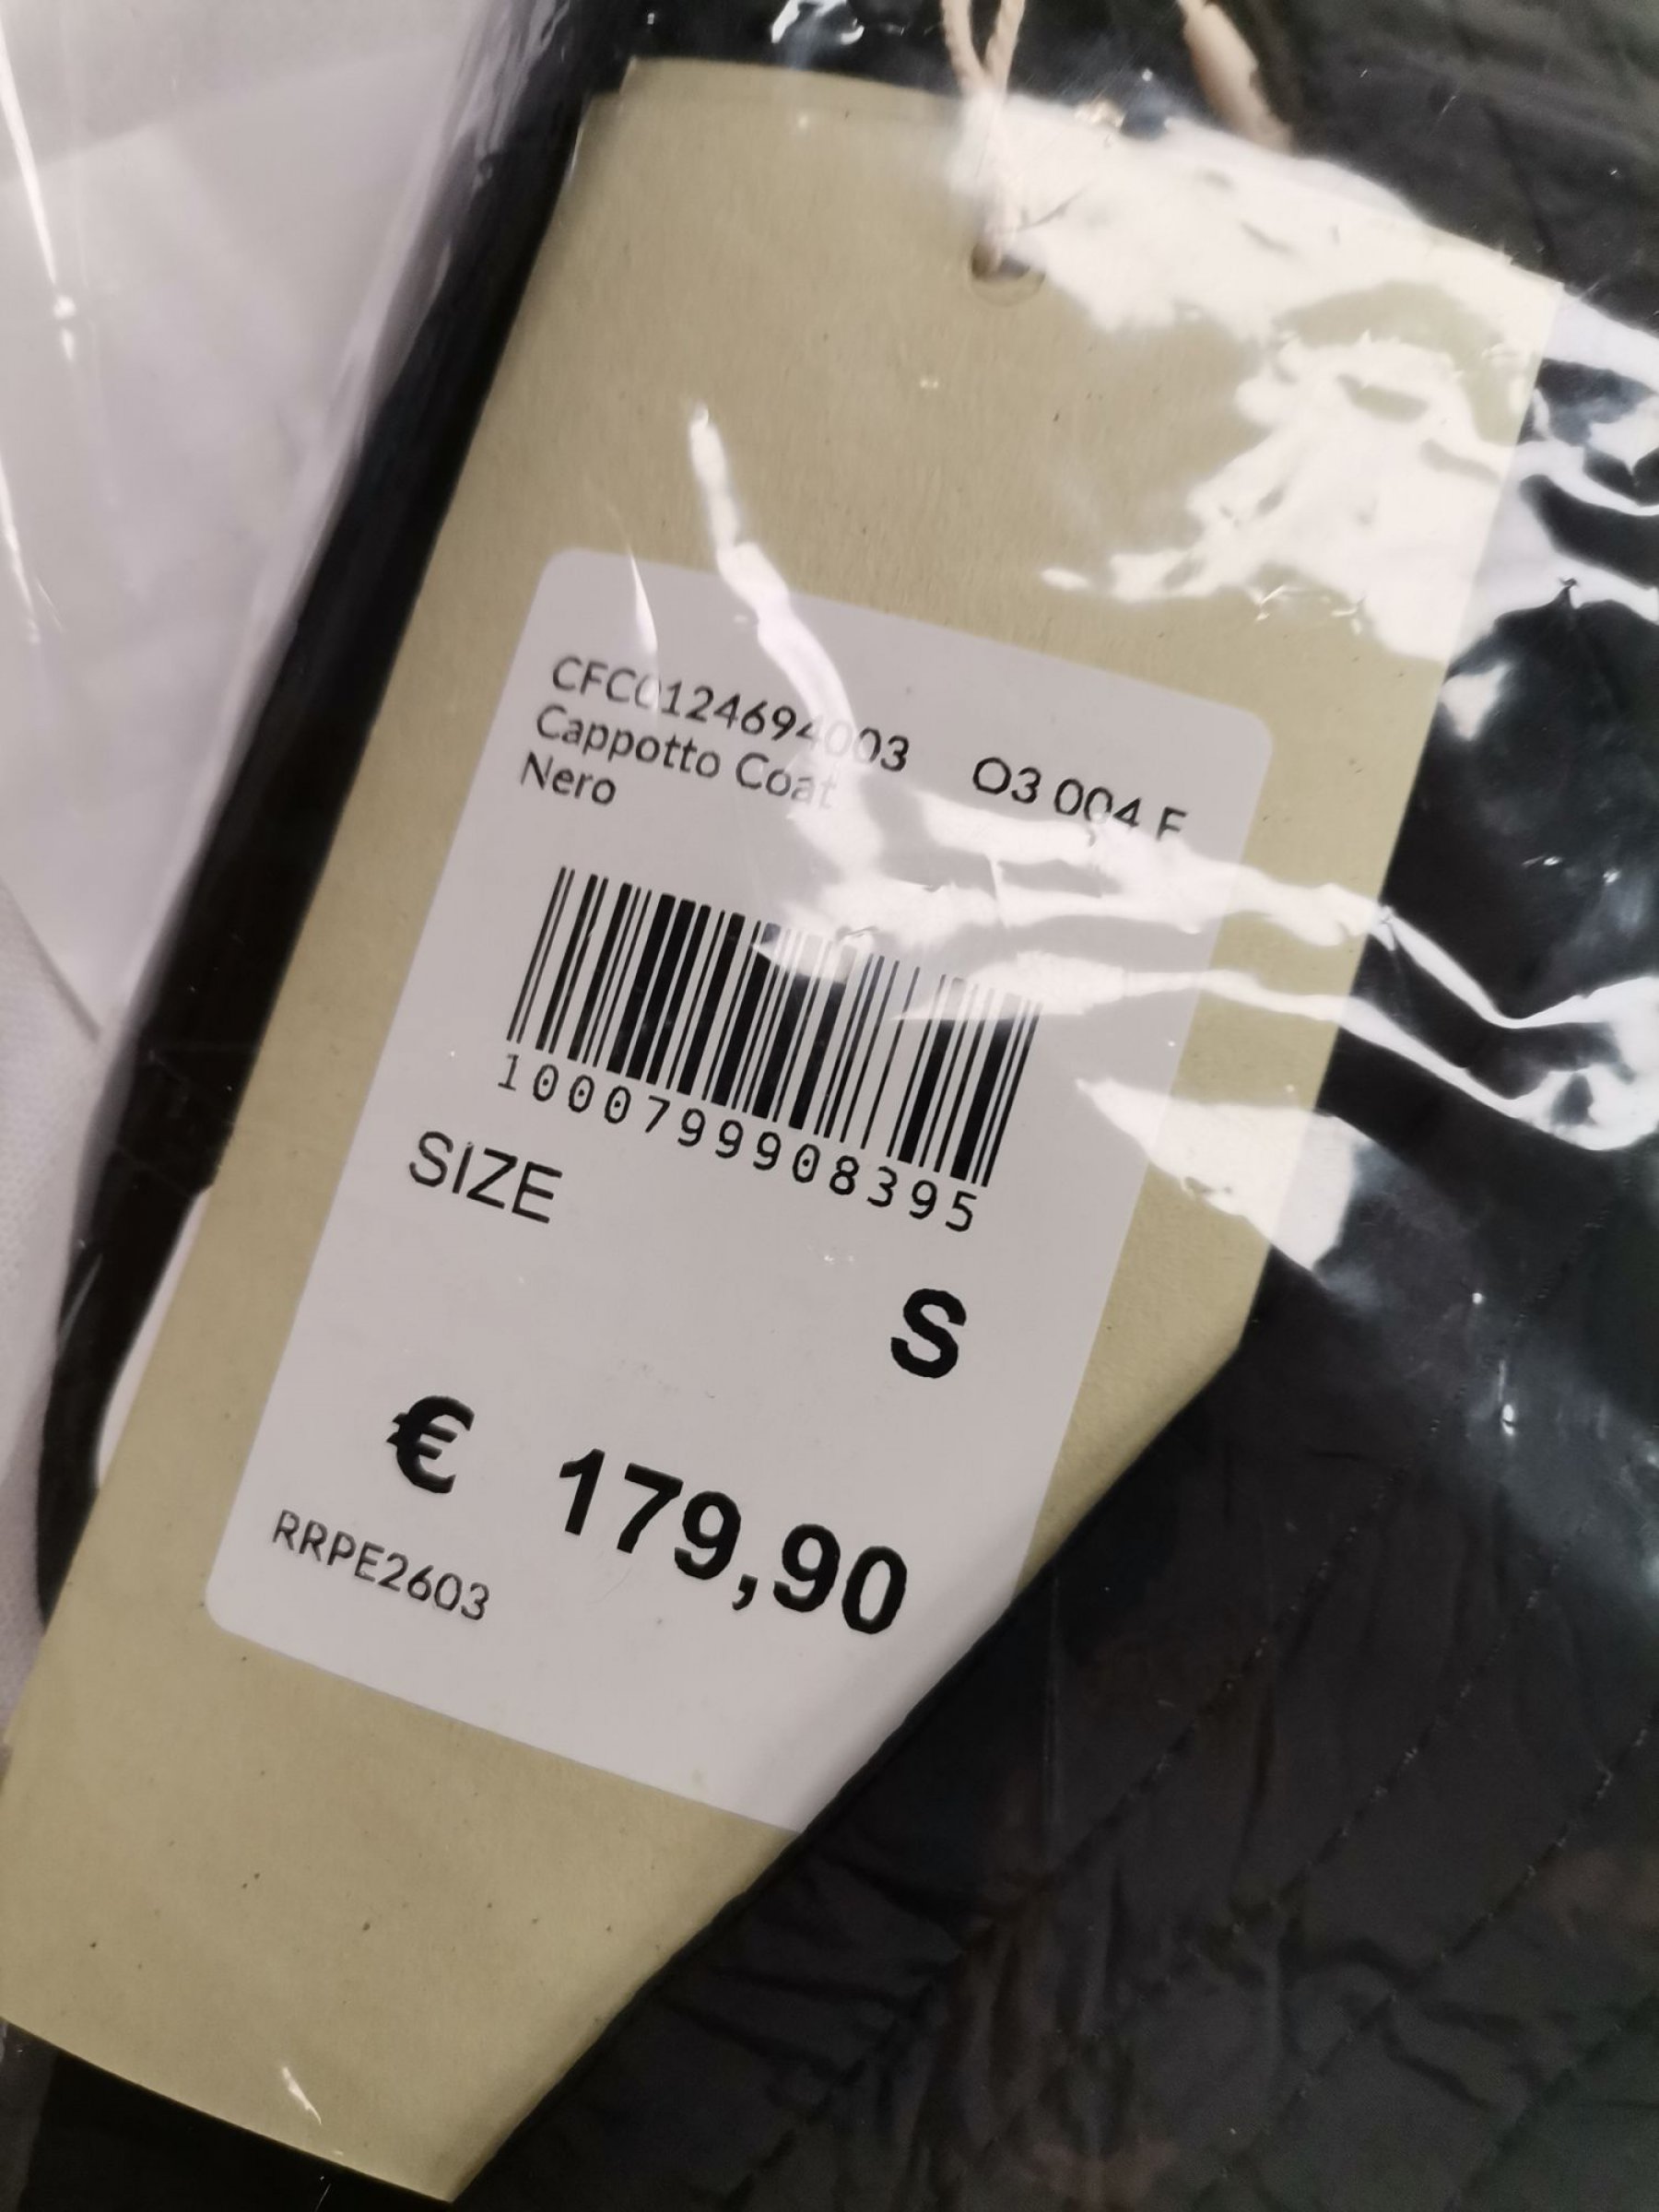 CFC0124694003 O3 004 F
Cappotto Coat
Nero
1000799908395
SIZE
S
€ 179,90
RRPE2603